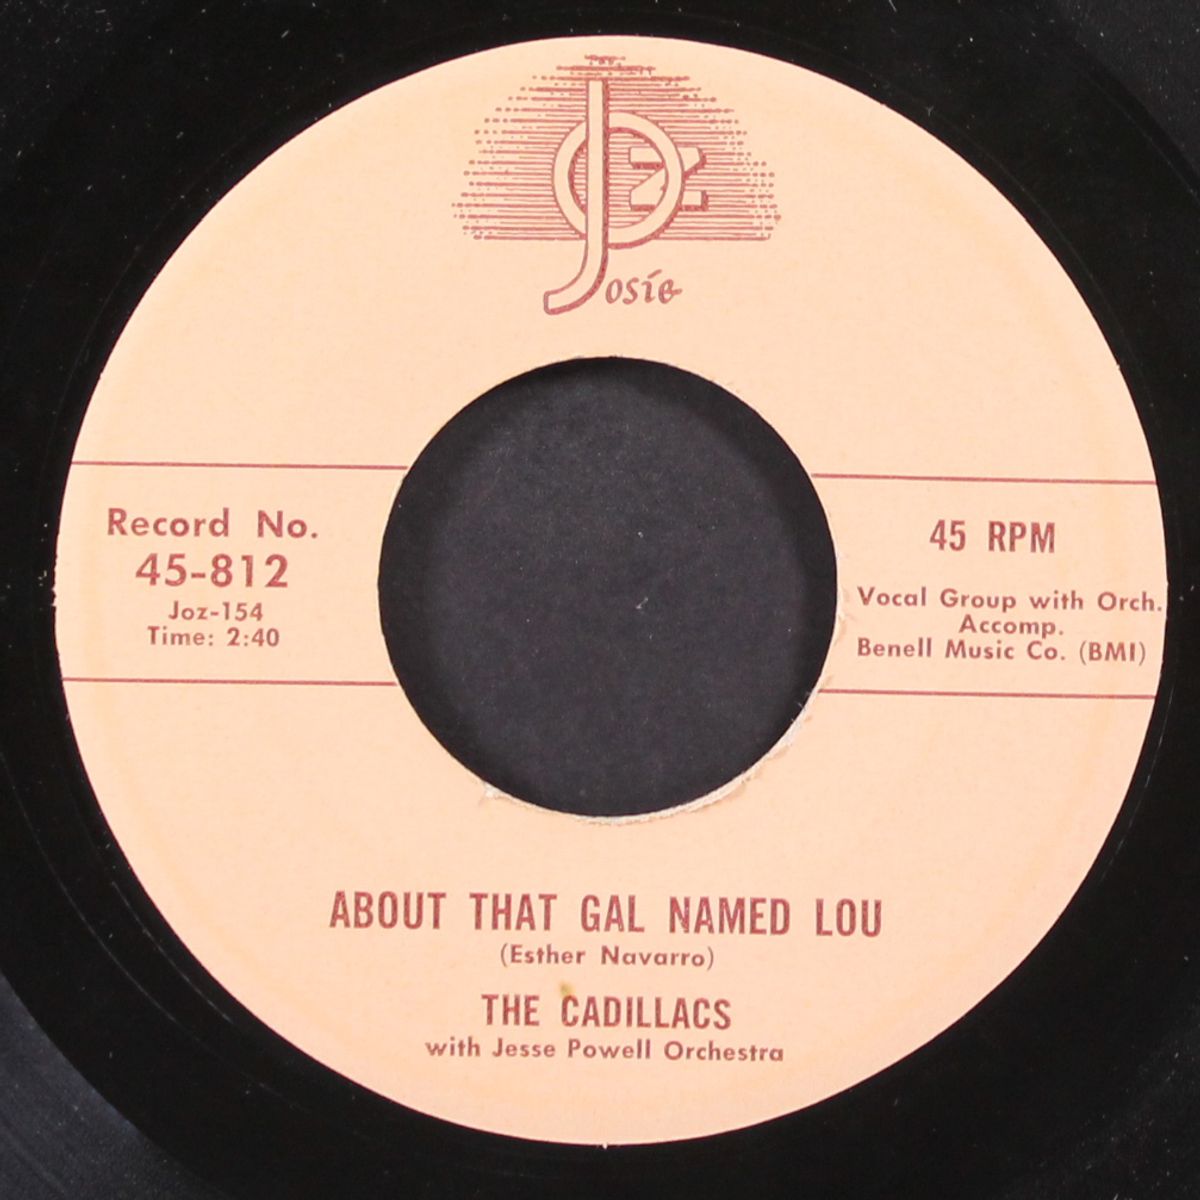 JOZ
Josie
Record No.
45-812
Joz-154
Time: 2:40
45 RPM
Vocal Group with Orch.
Accomp.
Benell Music Co. (BMI)
ABOUT THAT GAL NAMED LOU
(Esther Navarro)
THE CADILLACS
with Jesse Powell Orchestra